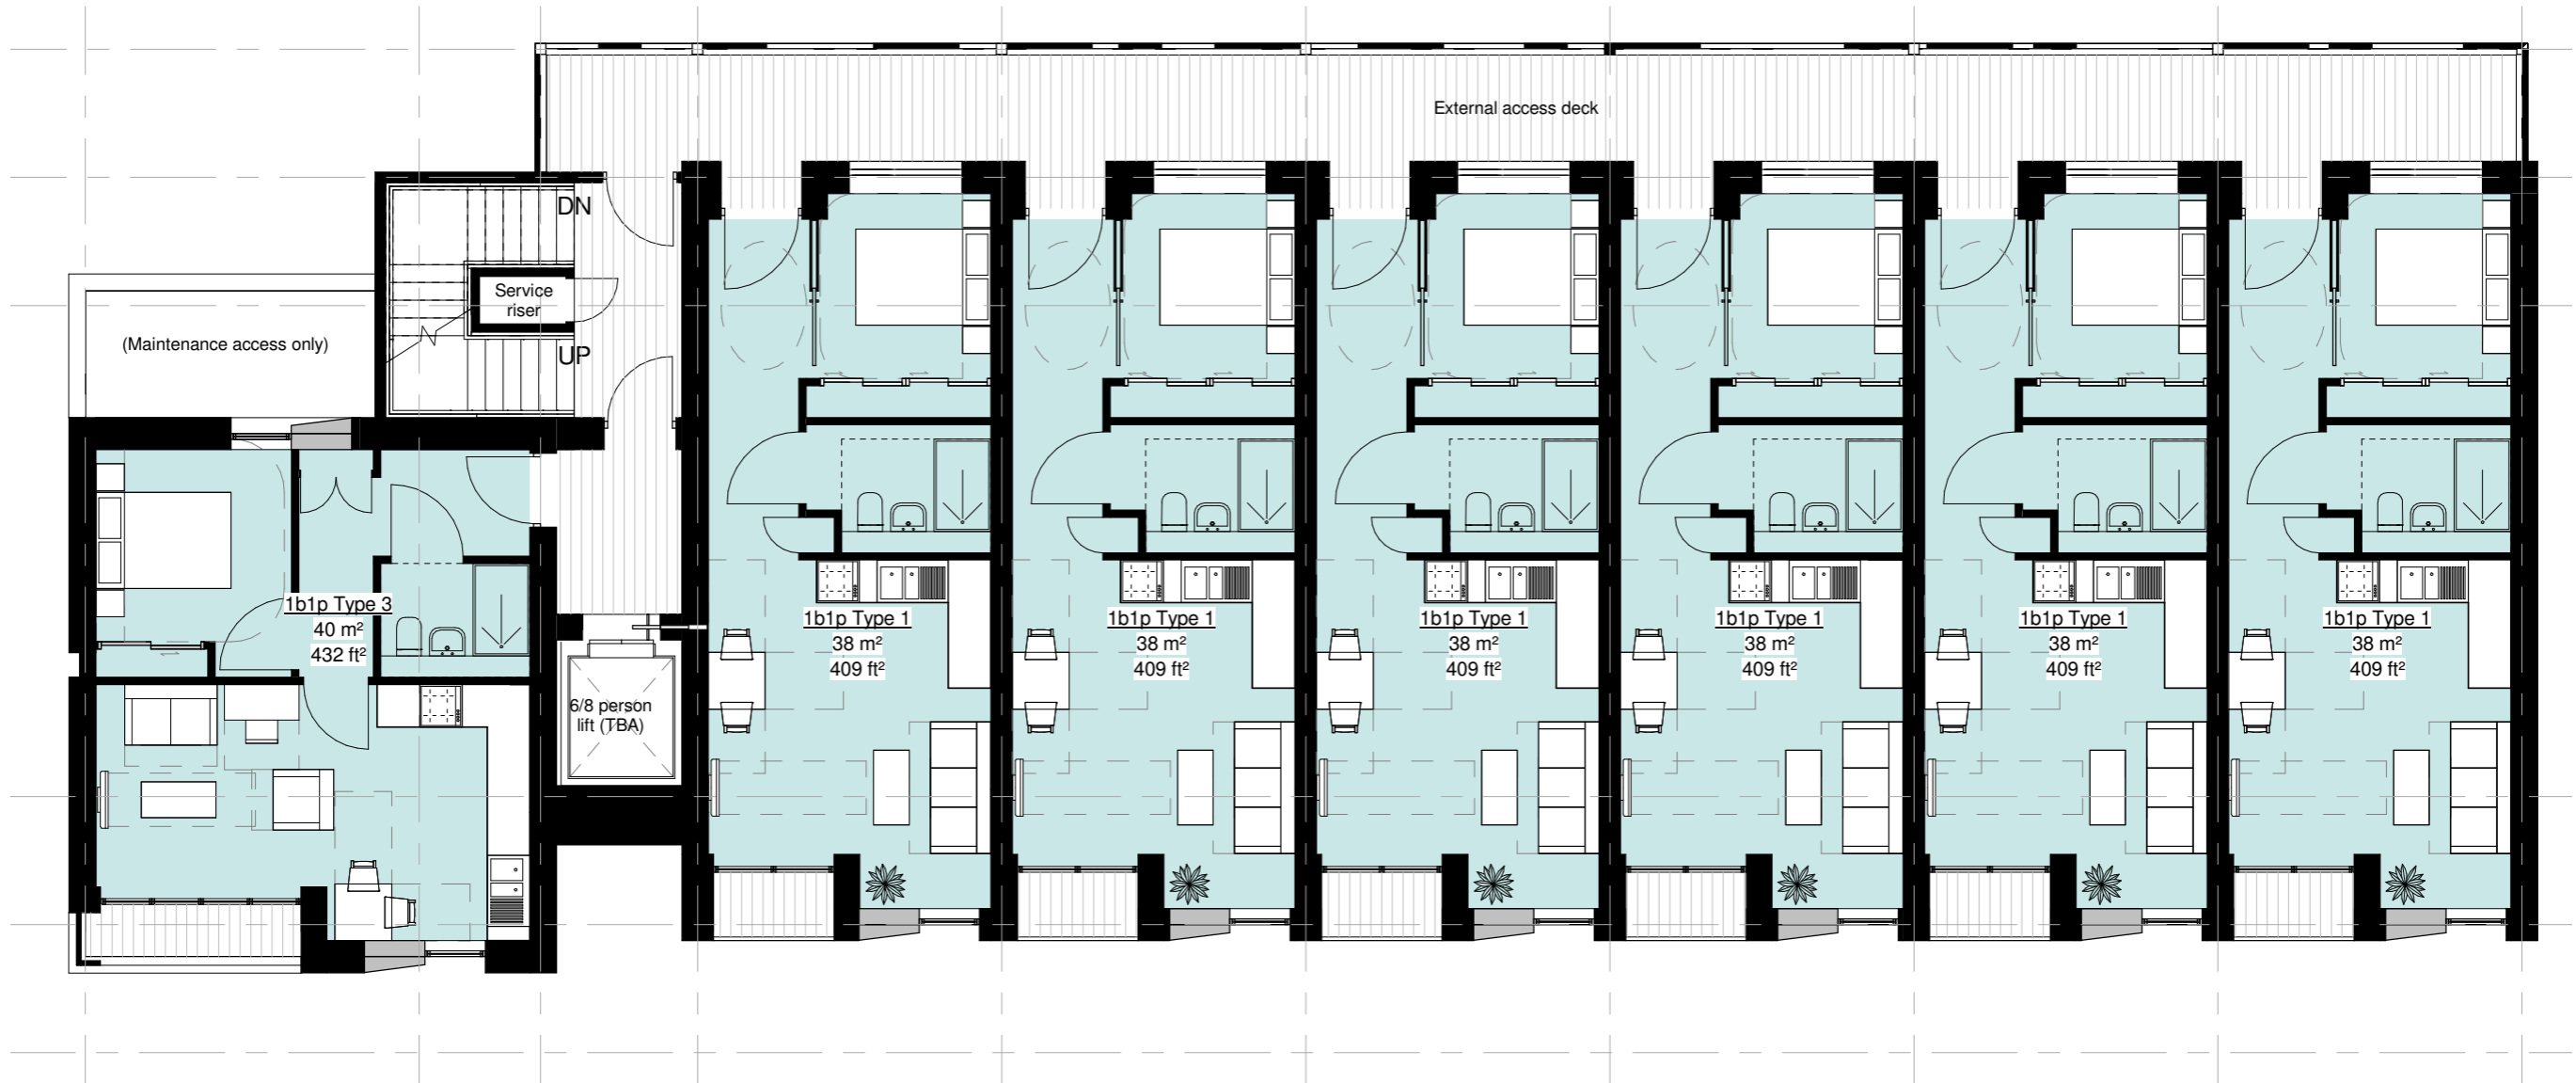 External access deck
DN
Service
riser
(Maintenance access only)
UP
1b1p Type 3
40 m²
432 ft²
6/8 person
lift (TBA)
1b1p Type 1
38 m²
409 ft²
1b1p Type 1
38 m²
409 ft²
1b1p Type 1
38 m²
409 ft²
1b1p Type 1
38 m²
409 ft²
1b1p Type 1
38 m²
409 ft²
1b1p Type 1
38 m²
409 ft²